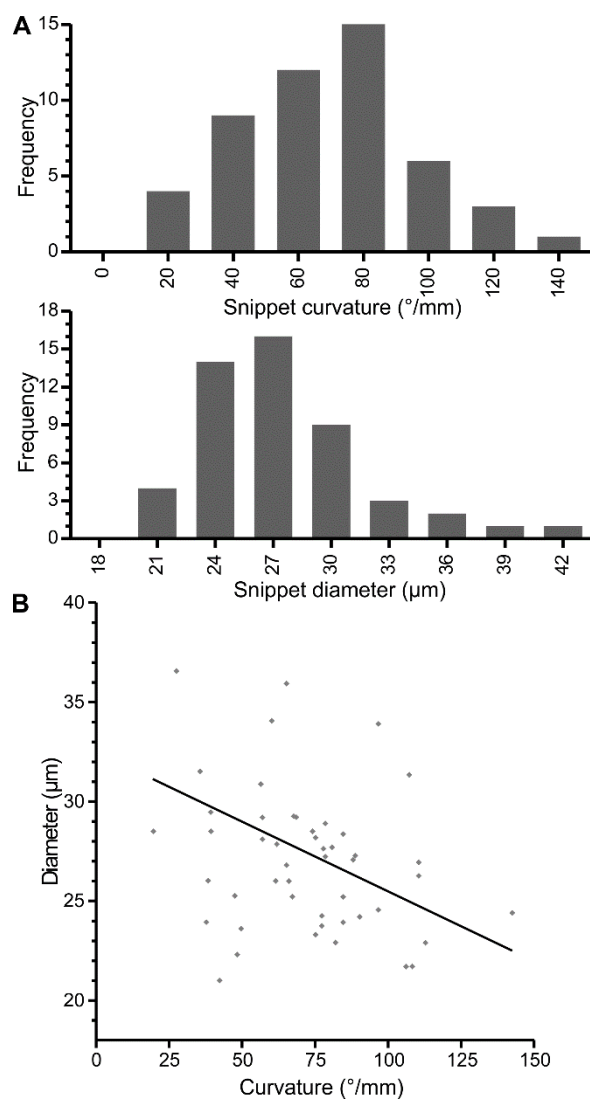 A
Frequency
15
10
5
0
0 20 40 60 80 100 120 140
Snippet curvature (°/mm)
Frequency
18
15
12
9
6
3
0
18 21 24 27 30 33 36 39 42
Snippet diameter (µm)
B
Diameter (µm)
40
35
30
25
20
0 25 50 75 100 125 150
Curvature (°/mm)